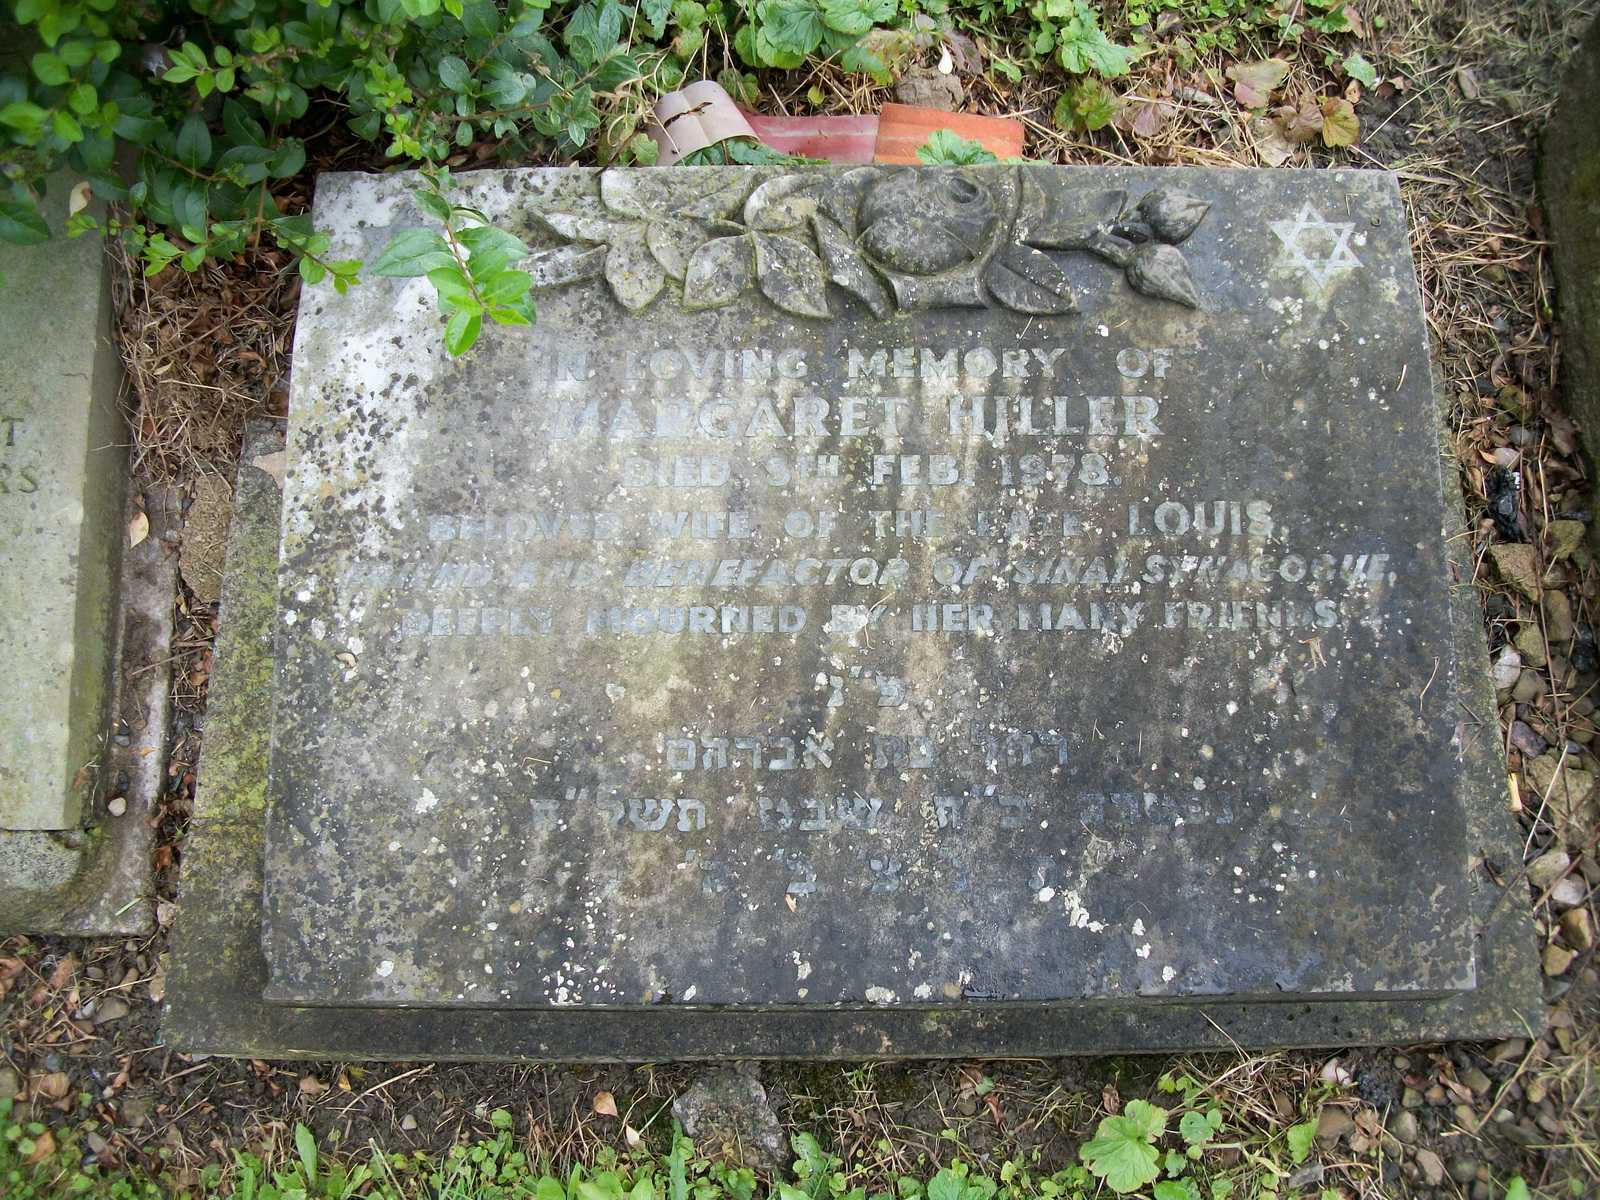 T
RS
IN LOVING MEMORY OF
MARGARET HILLER
DIED 5TH FEB. 1978.
BELOVED WIFE OF THE LATE LOUIS,
FRIEND AND BENEFACTOR OF SINAI SYNAGOGUE,
DEEPLY MOURNED BY HER MANY FRIENDS.
פ"נ
רחל בת אברהם
נפטרה כ"ח שבט תשל"ח
ת' נ' צ' ב' ה'